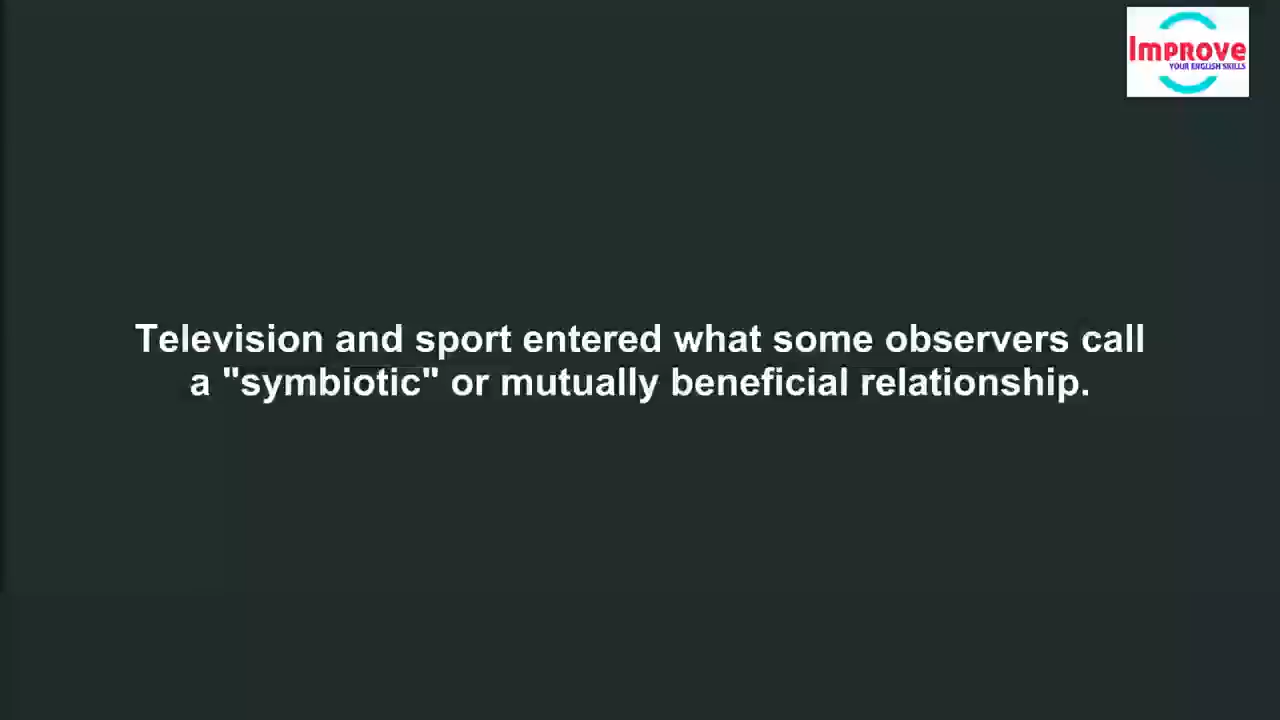 IMPROVE
YOUR ENGLISH SKILLS
Television and sport entered what some observers call
a "symbiotic" or mutually beneficial relationship.